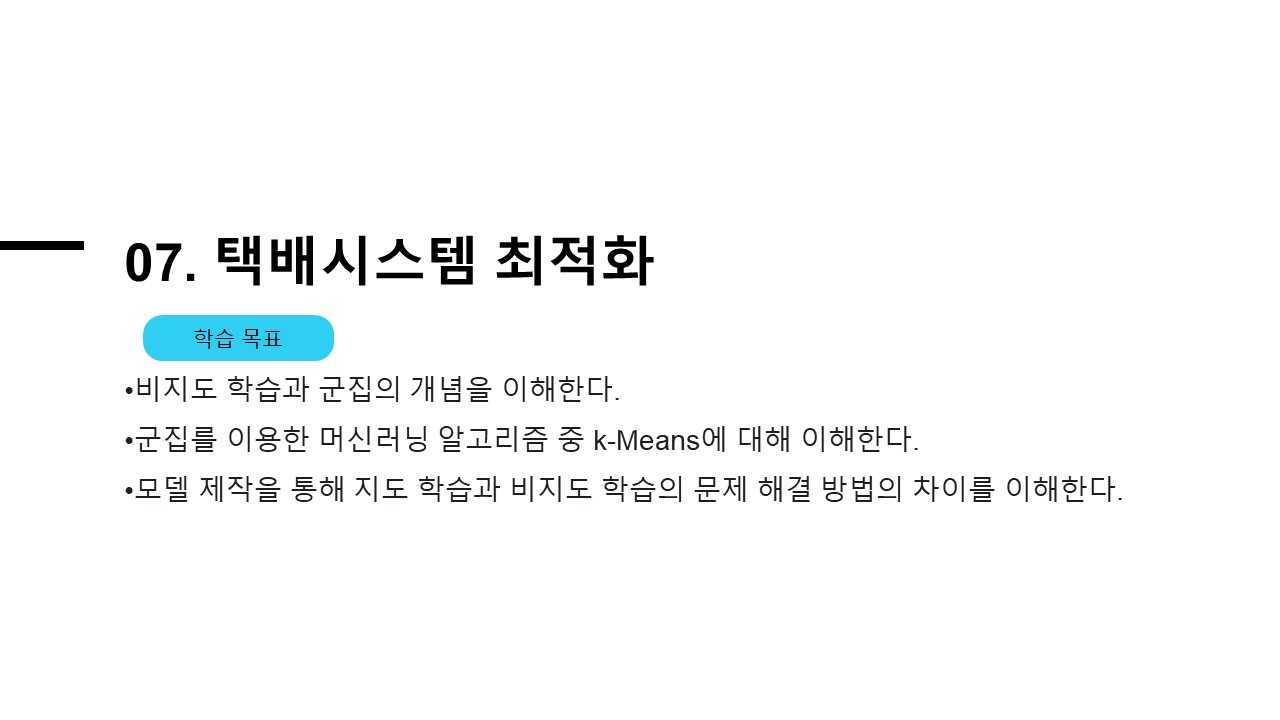 07. 택배시스템 최적화
학습 목표
•비지도 학습과 군집의 개념을 이해한다.
•군집를 이용한 머신러닝 알고리즘 중 k-Means에 대해 이해한다.
•모델 제작을 통해 지도 학습과 비지도 학습의 문제 해결 방법의 차이를 이해한다.